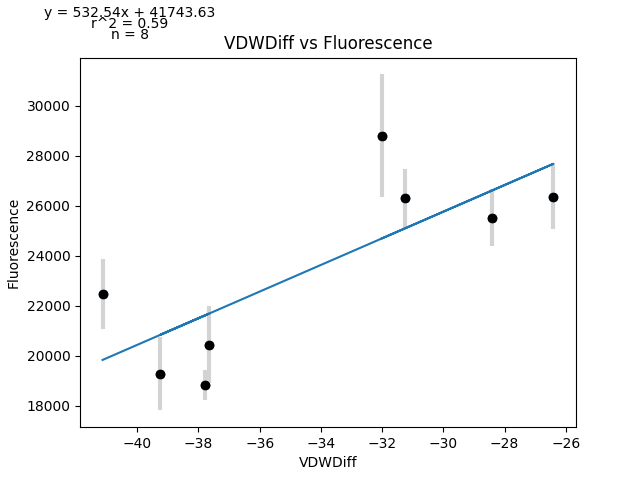 y = 532.54x + 41743.63
r^2 = 0.59
n = 8
VDWDiff vs Fluorescence
Fluorescence
30000
28000
26000
24000
22000
20000
18000
−40
−38
−36
−34
−32
−30
−28
−26
VDWDiff